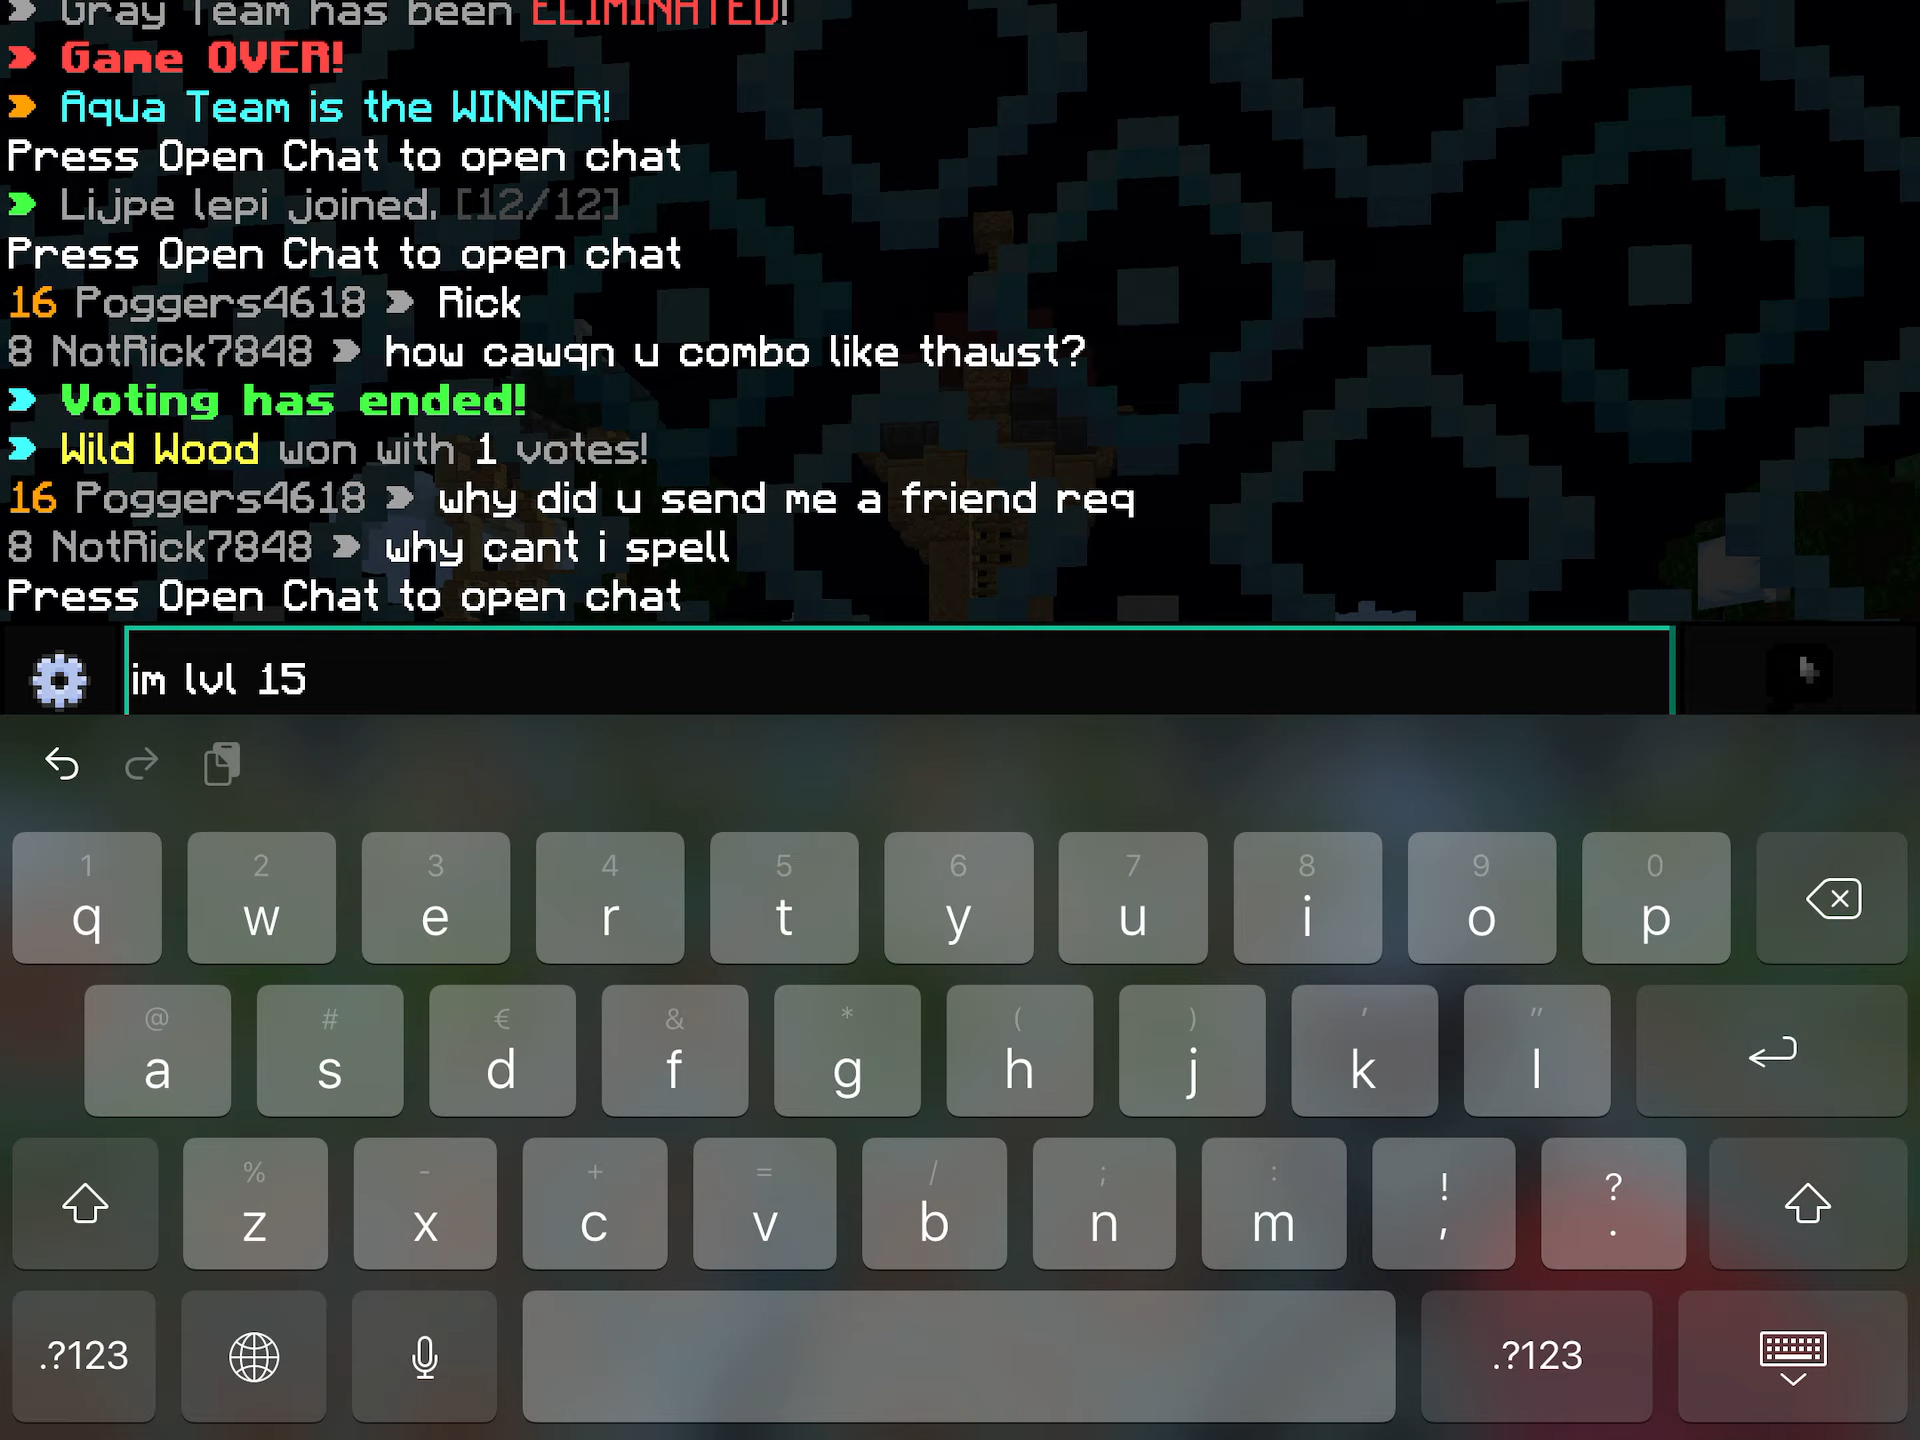 Gray Team has been ELIMINATED!
Game OVER!
Aqua Team is the WINNER!
Press Open Chat to open chat
Lijpe lepi joined. [12/12]
Press Open Chat to open chat
16 Poggers4618 » Rick
8 NotRick7848 » how cawqn u combo like thawst?
Voting has ended!
Wild Wood won with 1 votes!
16 Poggers4618 » why did u send me a friend req
8 NotRick7848 » why cant i spell
Press Open Chat to open chat
im lvl 15
1 2 3 4 5 6 7 8 9 0
q w e r t y u i o p
@ # € & * ( ) ' "
a s d f g h j k l
% - + = / ; : ! ?
z x c v b n m , .
.?123 .?123